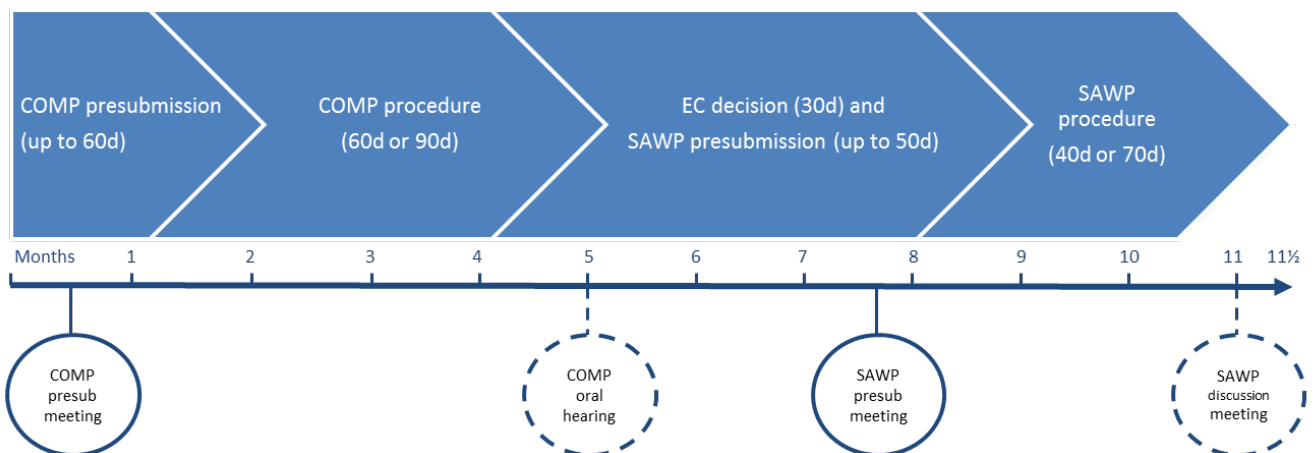 COMP presubmission
(up to 60d)
COMP procedure
(60d or 90d)
EC decision (30d) and
SAWP presubmission (up to 50d)
SAWP
procedure
(40d or 70d)
Months 1 2 3 4 5 6 7 8 9 10 11 11½
COMP
presub
meeting
COMP
oral
hearing
SAWP
presub
meeting
SAWP
discussion
meeting